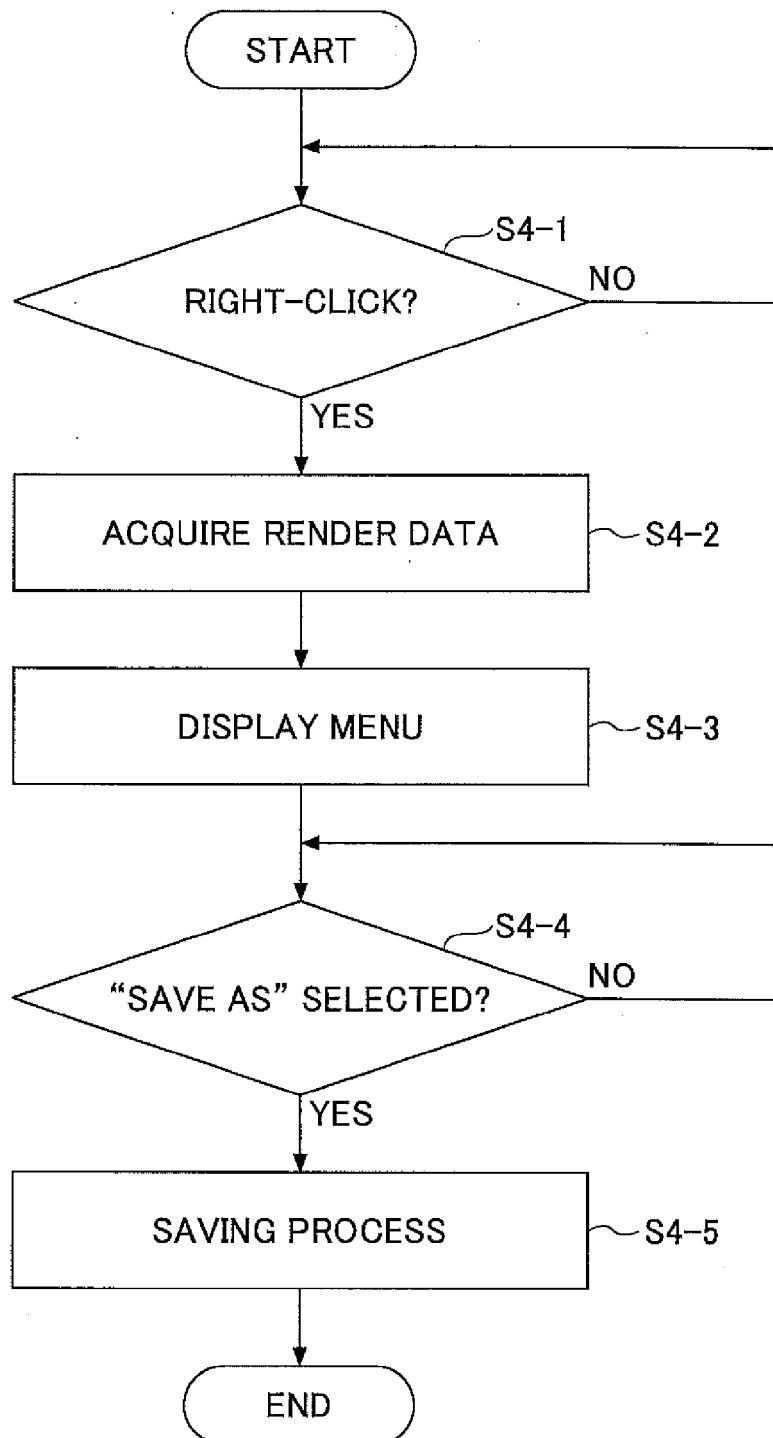 START
S4-1
RIGHT-CLICK?
NO
YES
ACQUIRE RENDER DATA
S4-2
DISPLAY MENU
S4-3
S4-4
“SAVE AS” SELECTED?
NO
YES
SAVING PROCESS
S4-5
END